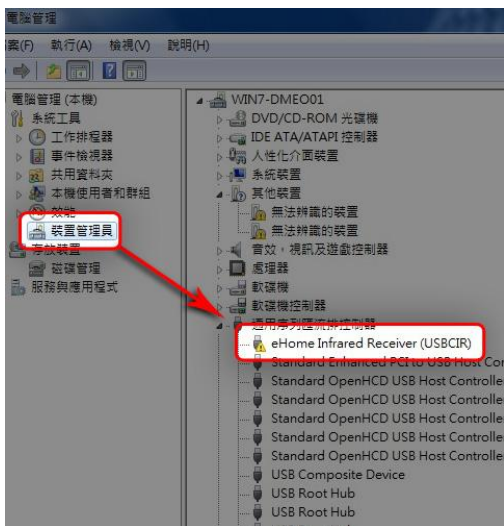 電腦管理
案(F) 執行(A) 檢視(V) 說明(H)
電腦管理 (本機)
系統工具
工作排程器
事件檢視器
共用資料夾
本機使用者和群組
效能
裝置管理員
存放裝置
磁碟管理
服務與應用程式
WIN7-DMEO01
DVD/CD-ROM 光碟機
IDE ATA/ATAPI 控制器
人性化介面裝置
系統裝置
其他裝置
無法辨識的裝置
無法辨識的裝置
音效，視訊及遊戲控制器
處理器
軟碟機
軟碟機控制器
通用序列匯流排控制器
eHome Infrared Receiver (USBCIR)
Standard Enhanced PCI to USB Host Con
Standard OpenHCD USB Host Controlle
Standard OpenHCD USB Host Controlle
Standard OpenHCD USB Host Controlle
Standard OpenHCD USB Host Controlle
Standard OpenHCD USB Host Controlle
USB Composite Device
USB Root Hub
USB Root Hub